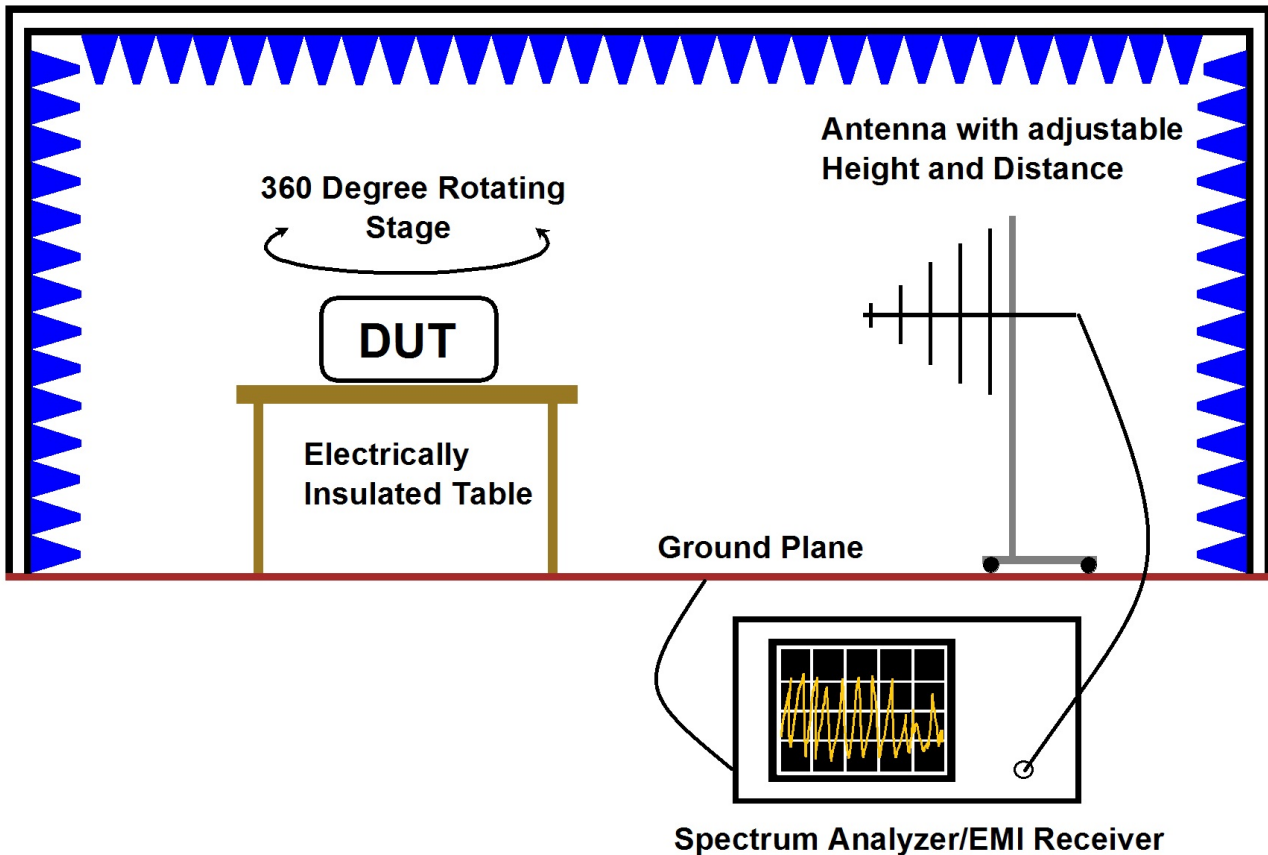 Antenna with adjustable
Height and Distance
360 Degree Rotating
Stage
DUT
Electrically
Insulated Table
Ground Plane
Spectrum Analyzer/EMI Receiver